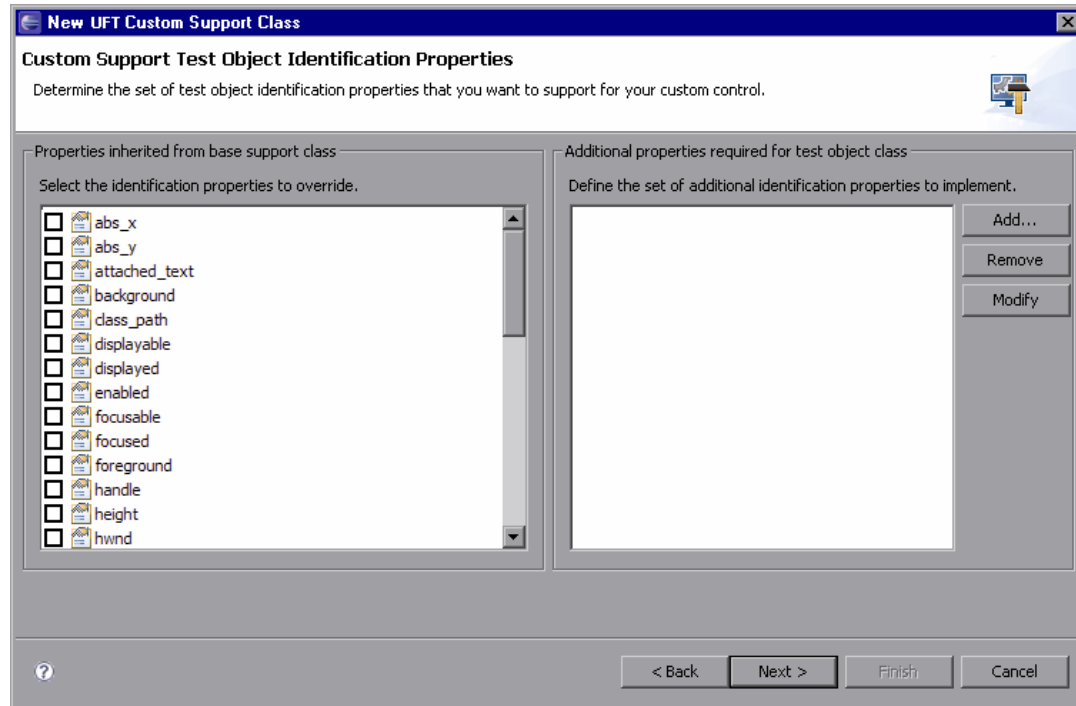 New UFT Custom Support Class
Custom Support Test Object Identification Properties
Determine the set of test object identification properties that you want to support for your custom control.
Properties inherited from base support class
Select the identification properties to override.
abs_x
abs_y
attached_text
background
class_path
displayable
displayed
enabled
focusable
focused
foreground
handle
height
hwnd
Additional properties required for test object class
Define the set of additional identification properties to implement.
Add...
Remove
Modify
?
< Back
Next >
Finish
Cancel